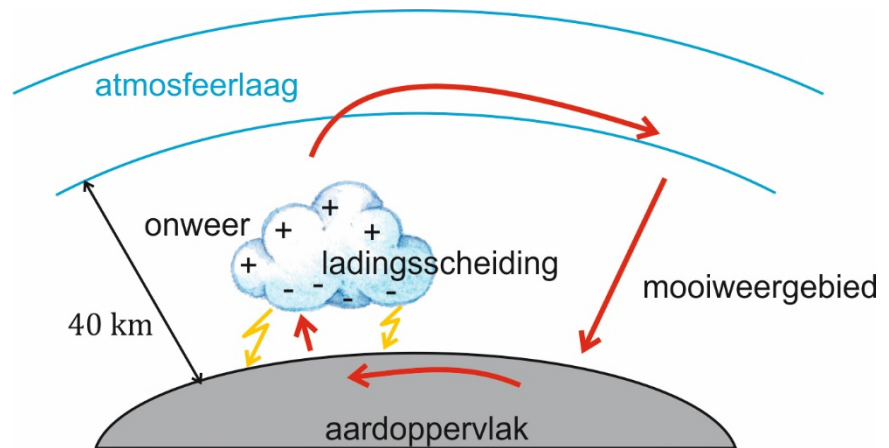 atmosfeerlaag
onweer
+
+
+
+
+
ladingsscheiding
- - - -
mooiweergebied
40 km
aardoppervlak